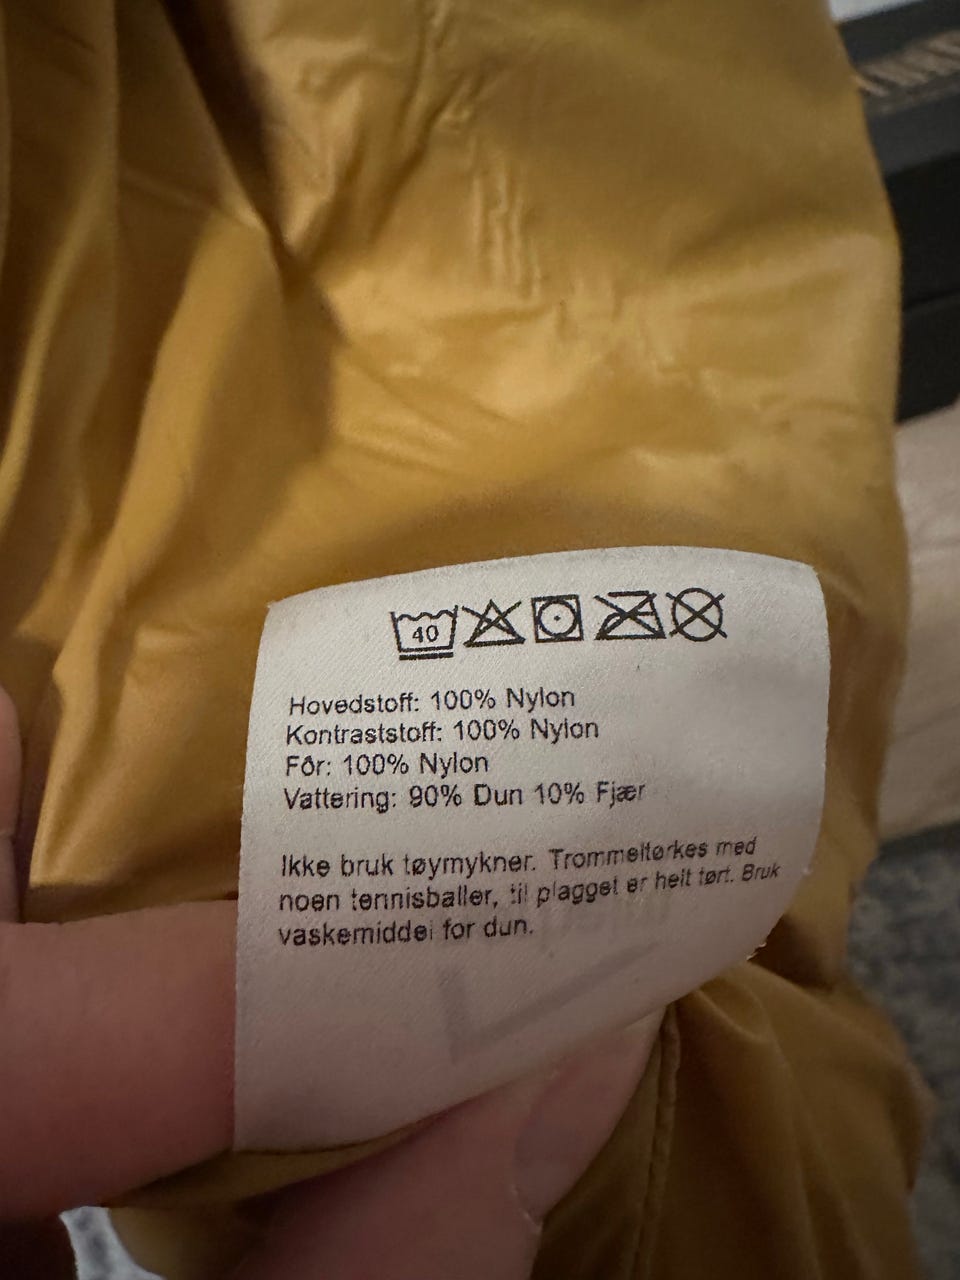 40
Hovedstoff: 100% Nylon
Kontraststoff: 100% Nylon
Fôr: 100% Nylon
Vattering: 90% Dun 10% Fjær
Ikke bruk tøymykner. Trommeltørkes med
noen tennisballer, til plagget er helt tørt. Bruk
vaskemiddel for dun.